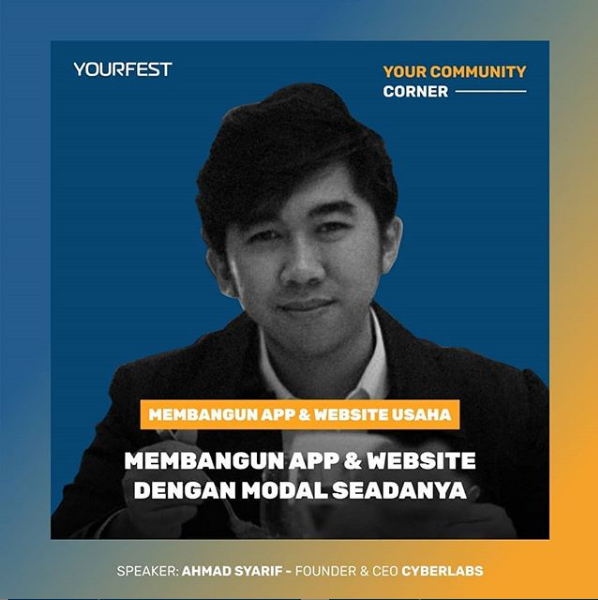 YOURFEST
YOUR COMMUNITY
CORNER
MEMBANGUN APP & WEBSITE USAHA
MEMBANGUN APP & WEBSITE
DENGAN MODAL SEADANYA
SPEAKER: AHMAD SYARIF - FOUNDER & CEO CYBERLABS